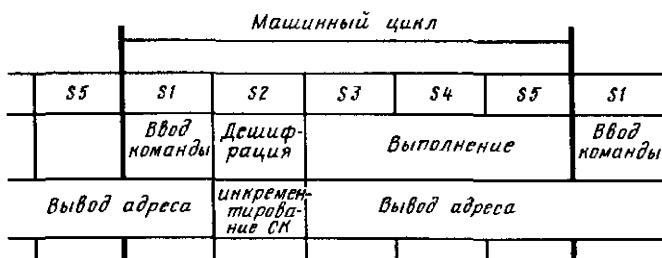 Машинный цикл
S5 S1 S2 S3 S4 S5 S1
Ввод команды Дешиф-рация Выполнение Ввод команды
Вывод адреса инкремен-тирова-ние СК Вывод адреса